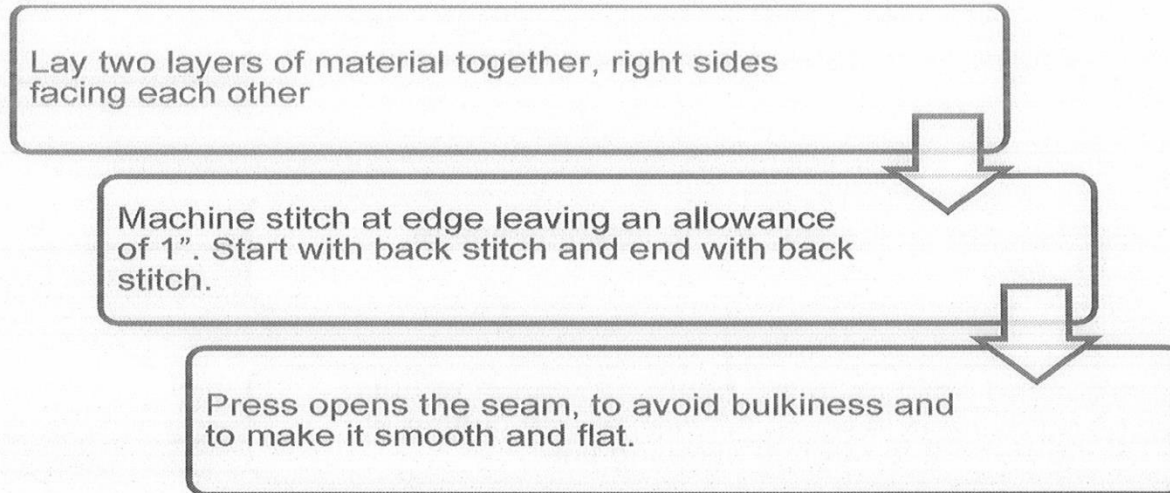 Lay two layers of material together, right sides
facing each other
Machine stitch at edge leaving an allowance
of 1”. Start with back stitch and end with back
stitch.
Press opens the seam, to avoid bulkiness and
to make it smooth and flat.